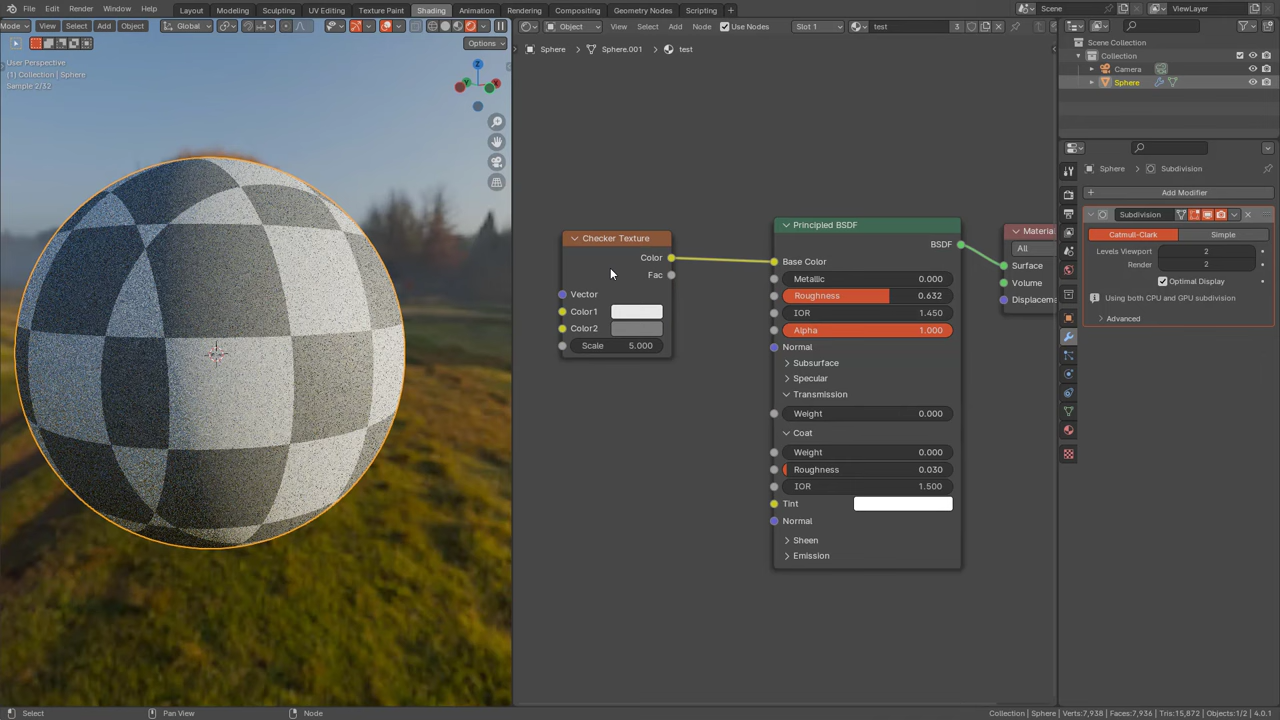 File Edit Render Window Help Layout Modeling Sculpting UV Editing Texture Paint Shading Animation Rendering Compositing Geometry Nodes Scripting Scene ViewLayer
Mode View Select Add Object Global
Object View Select Add Node Use Nodes Slot 1 test 3
Options
User Perspective
(1) Collection | Sphere
Sample 2/32
Z
Y
X
Sphere Sphere.001 test
Checker Texture
Color
Fac
Vector
Color1
Color2
Scale 5.000
Principled BSDF
BSDF
Base Color
Metallic 0.000
Roughness 0.632
IOR 1.450
Alpha 1.000
Normal
Subsurface
Specular
Transmission
Weight 0.000
Coat
Weight 0.000
Roughness 0.030
IOR 1.500
Tint
Normal
Sheen
Emission
Materia
All
Surface
Volume
Displaceme
Scene Collection
Collection
Camera
Sphere
Sphere Subdivision
Add Modifier
Subdivision
Catmull-Clark Simple
Levels Viewport 2
Render 2
Optimal Display
Using both CPU and GPU subdivision
Advanced
Select Pan View Node Collection | Sphere | Verts:7,938 | Faces:7,936 | Tris:15,872 | Objects:1/2 | 4.0.1